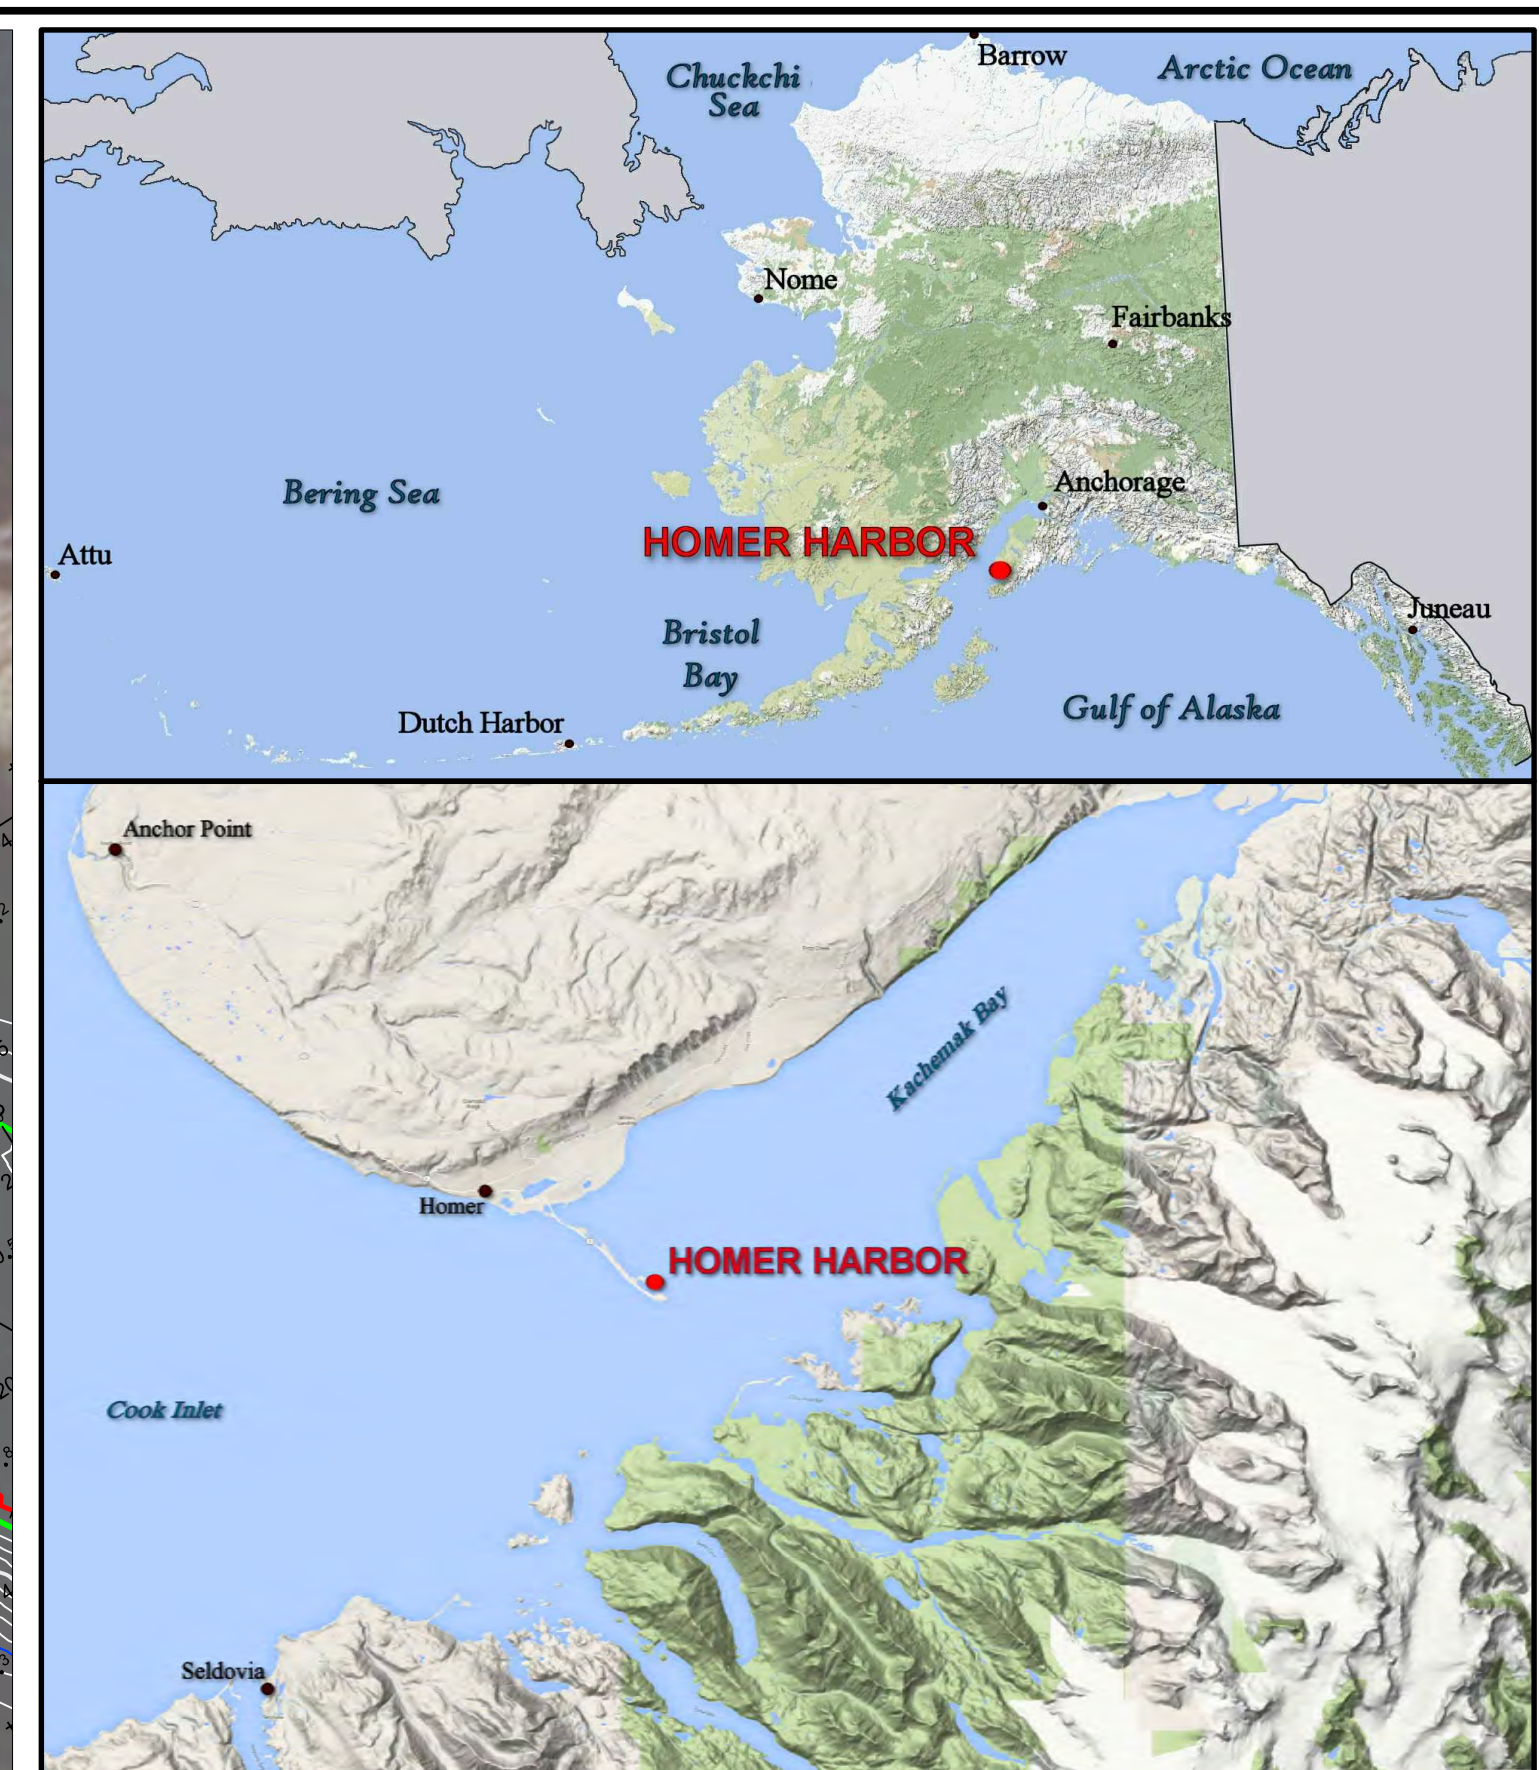 Barrow
Chuckchi
Sea
Arctic Ocean
Nome
Fairbanks
Anchorage
Bering Sea
HOMER HARBOR
Attu
Juneau
Bristol
Bay
Gulf of Alaska
Dutch Harbor
Anchor Point
Kachemak Bay
Homer
HOMER HARBOR
Cook Inlet
Seldovia